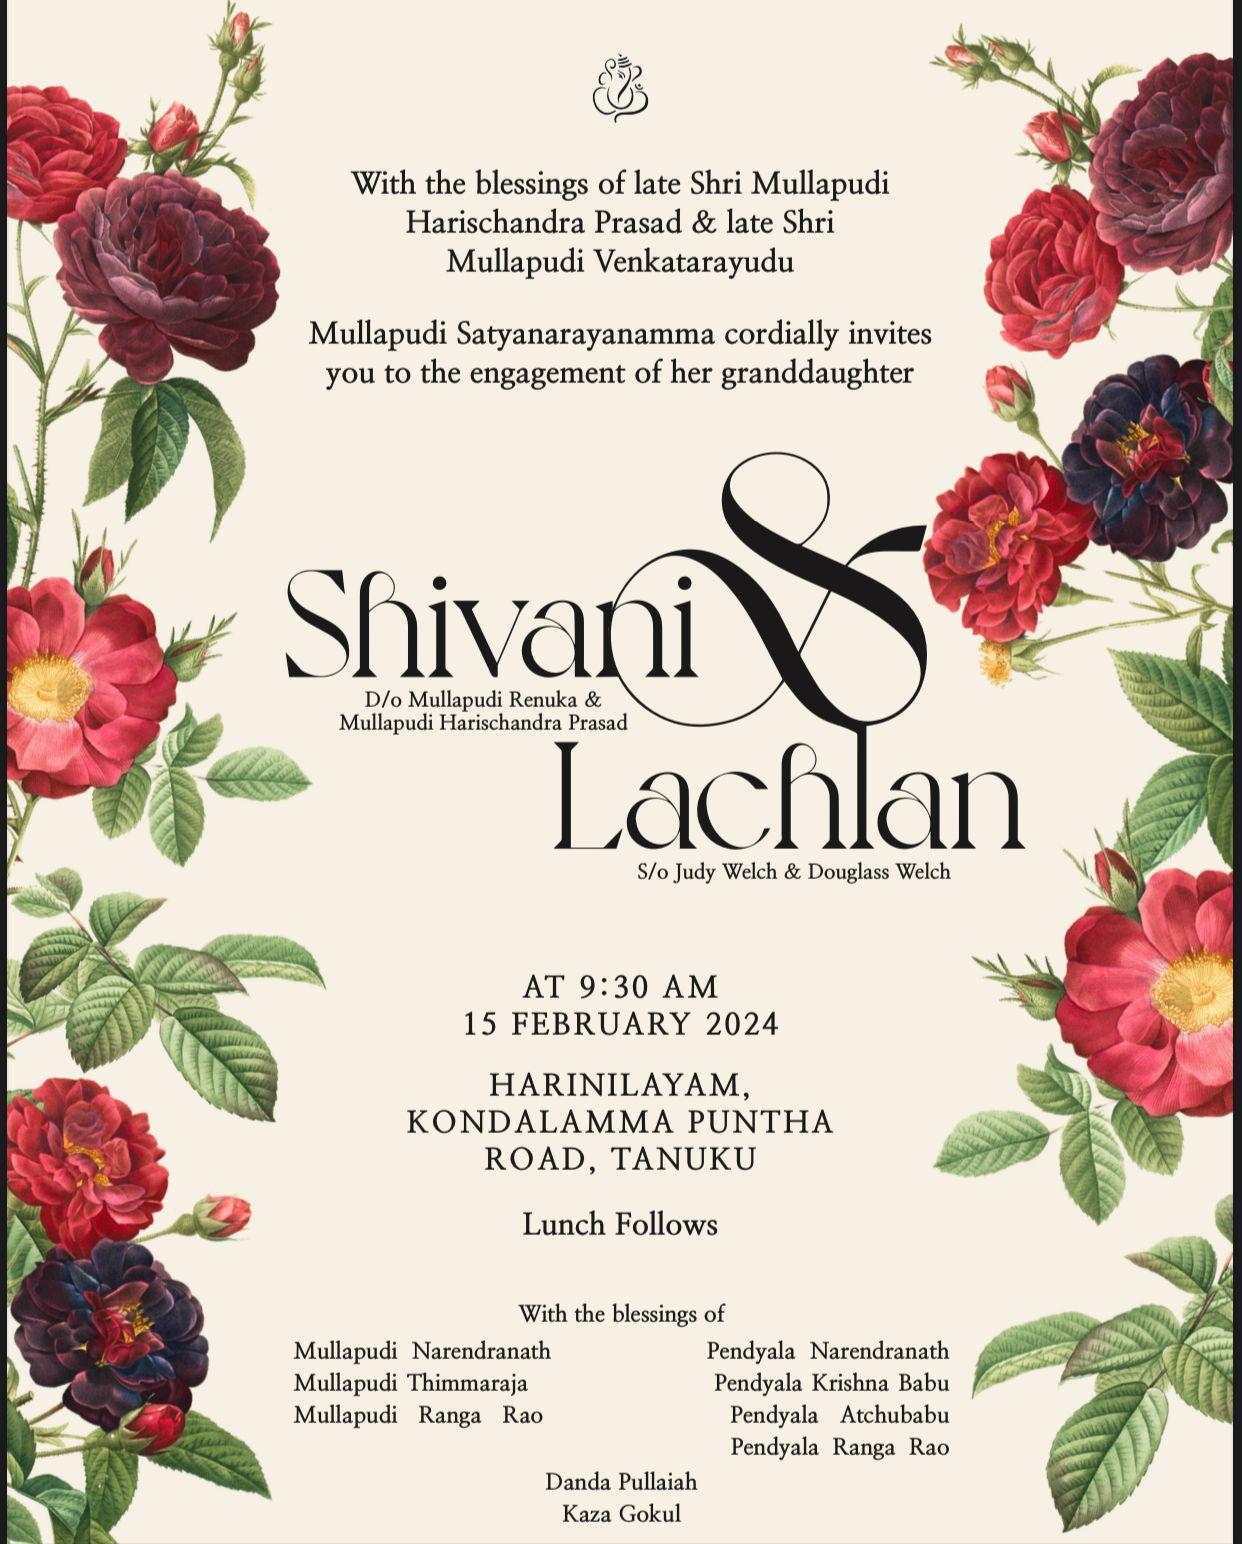 With the blessings of late Shri Mullapudi
Harischandra Prasad & late Shri
Mullapudi Venkatarayudu
Mullapudi Satyanarayanamma cordially invites
you to the engagement of her granddaughter
Shivani &
D/o Mullapudi Renuka &
Mullapudi Harischandra Prasad
Lachlan
S/o Judy Welch & Douglass Welch
AT 9:30 AM
15 FEBRUARY 2024
HARINILAYAM,
KONDALAMMA PUNTHA
ROAD, TANUKU
Lunch Follows
With the blessings of
Mullapudi Narendranath
Mullapudi Thimmaraja
Mullapudi Ranga Rao
Pendyala Narendranath
Pendyala Krishna Babu
Pendyala Atchubabu
Pendyala Ranga Rao
Danda Pullaiah
Kaza Gokul